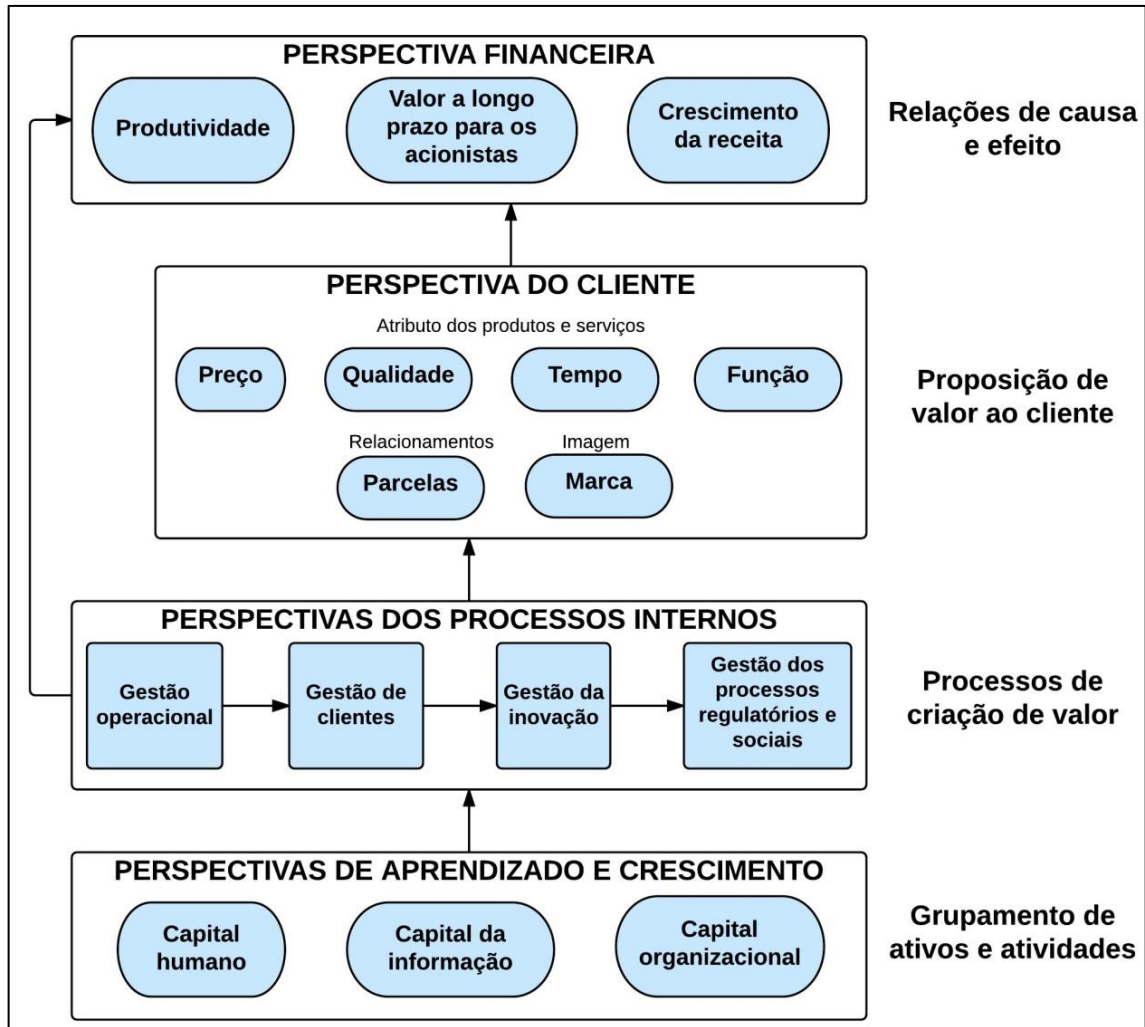 PERSPECTIVA FINANCEIRA
Produtividade
Valor a longo
prazo para os
acionistas
Crescimento
da receita
Relações de causa
e efeito
PERSPECTIVA DO CLIENTE
Atributo dos produtos e serviços
Preço
Qualidade
Tempo
Função
Relacionamentos
Parcelas
Imagem
Marca
Proposição de
valor ao cliente
PERSPECTIVAS DOS PROCESSOS INTERNOS
Gestão
operacional
Gestão de
clientes
Gestão da
inovação
Gestão dos
processos
regulatórios e
sociais
Processos de
criação de valor
PERSPECTIVAS DE APRENDIZADO E CRESCIMENTO
Capital
humano
Capital da
informação
Capital
organizacional
Grupamento de
ativos e atividades